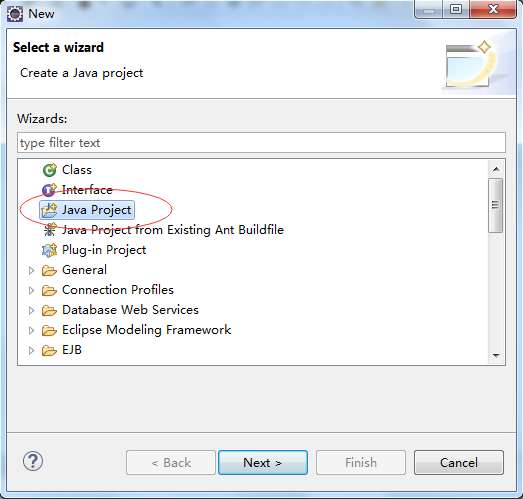 New
Select a wizard
Create a Java project
Wizards:
type filter text
Class
Interface
Java Project
Java Project from Existing Ant Buildfile
Plug-in Project
General
Connection Profiles
Database Web Services
Eclipse Modeling Framework
EJB
?
< Back
Next >
Finish
Cancel